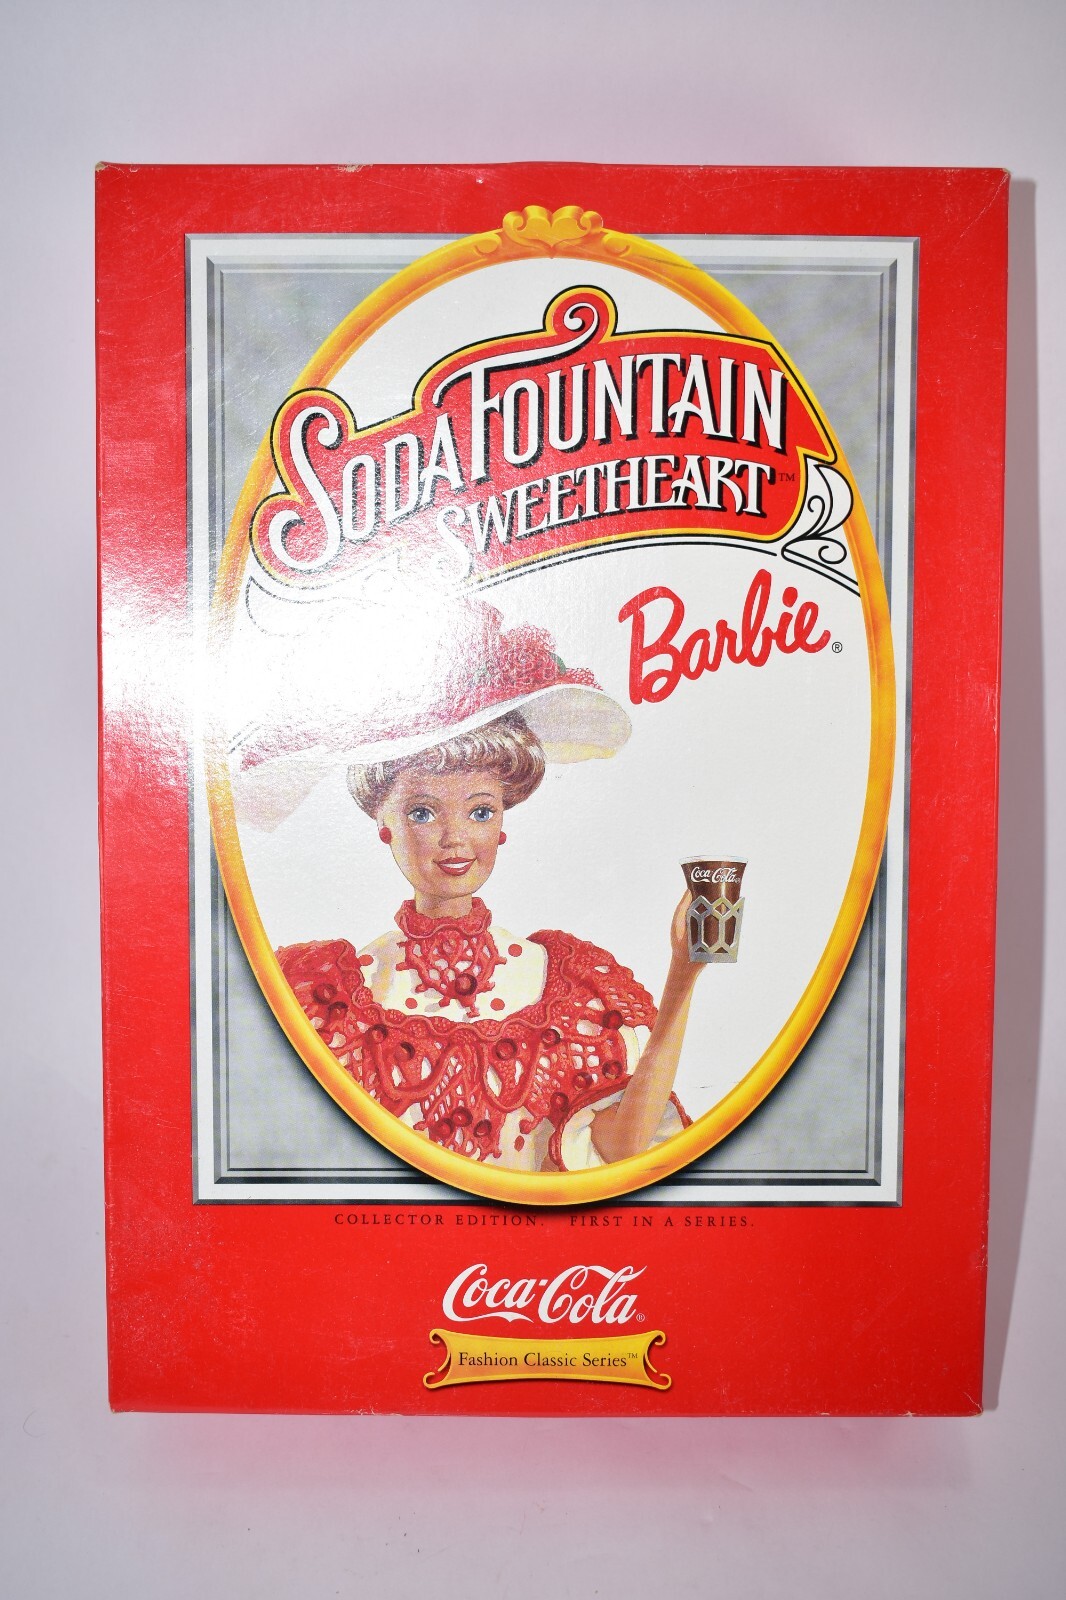 SODA FOUNTAIN
SWEETHEART™
Barbie®
Coca-Cola
COLLECTOR EDITION. FIRST IN A SERIES.
Coca-Cola®
Fashion Classic Series™